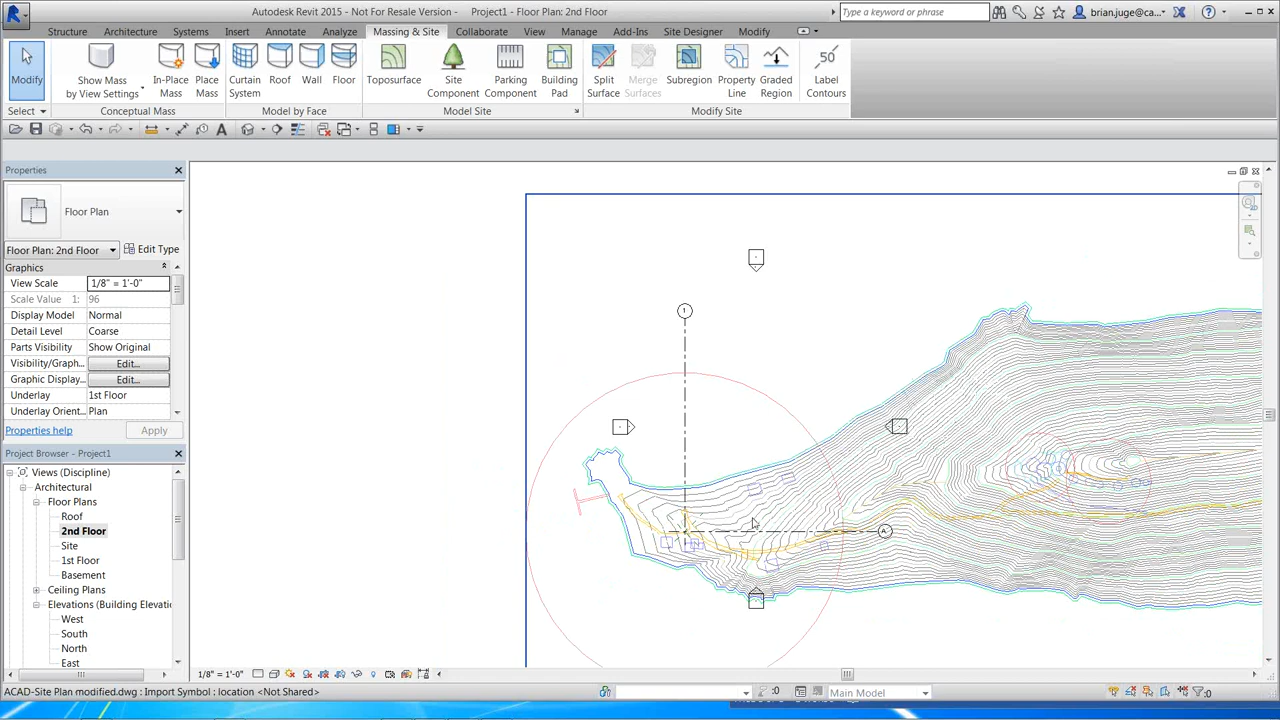 Autodesk Revit 2015 - Not For Resale Version - Project1 - Floor Plan: 2nd Floor
Type a keyword or phrase
brian.juge@ca...
Structure Architecture Systems Insert Annotate Analyze Massing & Site Collaborate View Manage Add-Ins Site Designer Modify
Modify
Show Mass
by View Settings
In-Place
Mass
Place
Mass
Curtain
System
Roof
Wall
Floor
Toposurface
Site
Component
Parking
Component
Building
Pad
Split
Surface
Merge
Surfaces
Subregion
Property
Line
Graded
Region
50
Label
Contours
Select
Conceptual Mass
Model by Face
Model Site
Modify Site
Properties
Floor Plan
Floor Plan: 2nd Floor
Edit Type
Graphics
View Scale 1/8" = 1'-0"
Scale Value 1: 96
Display Model Normal
Detail Level Coarse
Parts Visibility Show Original
Visibility/Graph... Edit...
Graphic Display... Edit...
Underlay 1st Floor
Underlay Orien... Plan
Properties help
Apply
Project Browser - Project1
Views (Discipline)
Architectural
Floor Plans
Roof
2nd Floor
Site
1st Floor
Basement
Ceiling Plans
Elevations (Building Elevatio
West
South
North
East
1
A
1/8" = 1'-0"
ACAD-Site Plan modified.dwg : Import Symbol : location <Not Shared>
:0
Main Model
:0